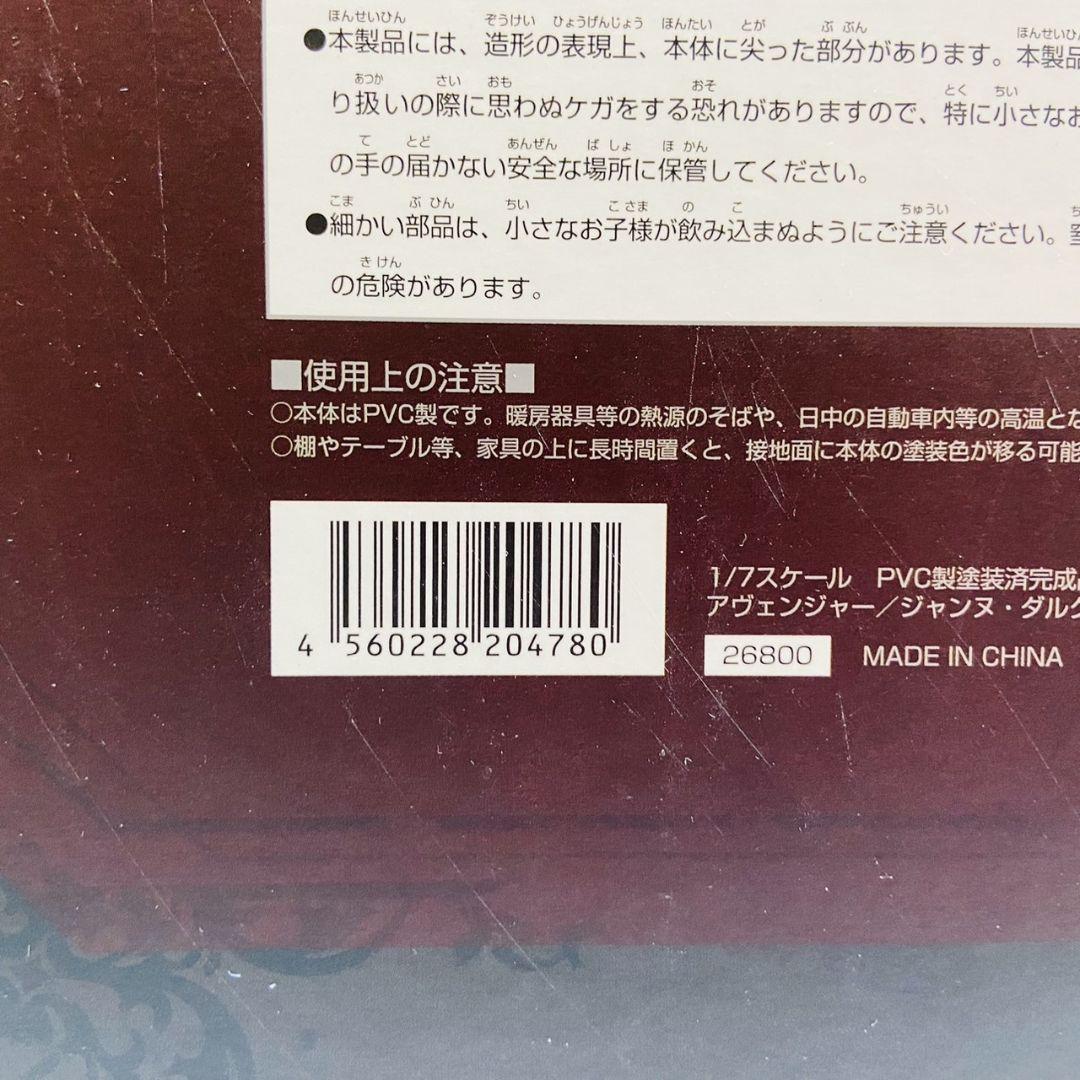 ●本製品には、造形の表現上、本体に尖った部分があります。本製品
り扱いの際に思わぬケガをする恐れがありますので、特に小さなお
の手の届かない安全な場所に保管してください。
●細かい部品は、小さなお子様が飲み込まぬようにご注意ください。窒
の危険があります。
■使用上の注意■
○本体はPVC製です。暖房器具等の熱源のそばや、日中の自動車内等の高温とな
○棚やテーブル等、家具の上に長時間置くと、接地面に本体の塗装色が移る可能
1/7スケール PVC製塗装済完成
アヴェンジャー／ジャンヌ・ダルク
4 560228 204780
26800 MADE IN CHINA